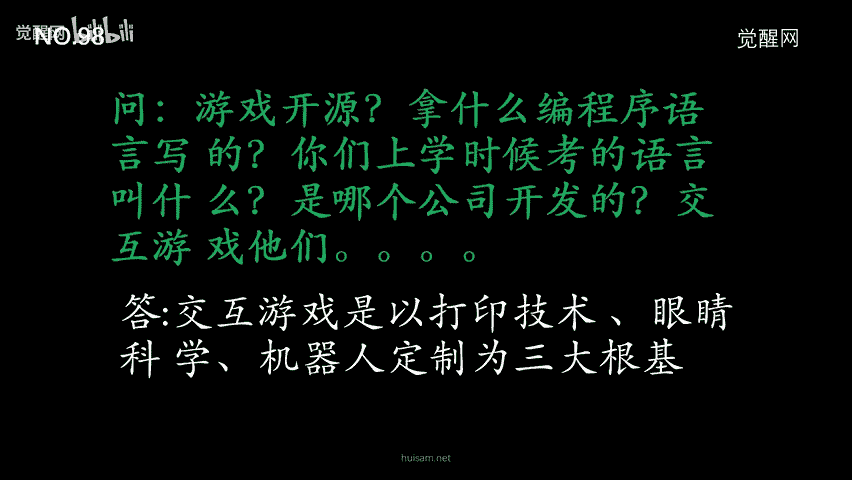 觉醒网 bilibili
NO.98
觉醒网
问：游戏开源？拿什么编程序语
言写 的？你们上学时候考的语言
叫什 么？是哪个公司开发的？交
互游 戏他们。。。。
答:交互游戏是以打印技术 、眼睛
科 学、机器人定制为三大根基
huisam.net